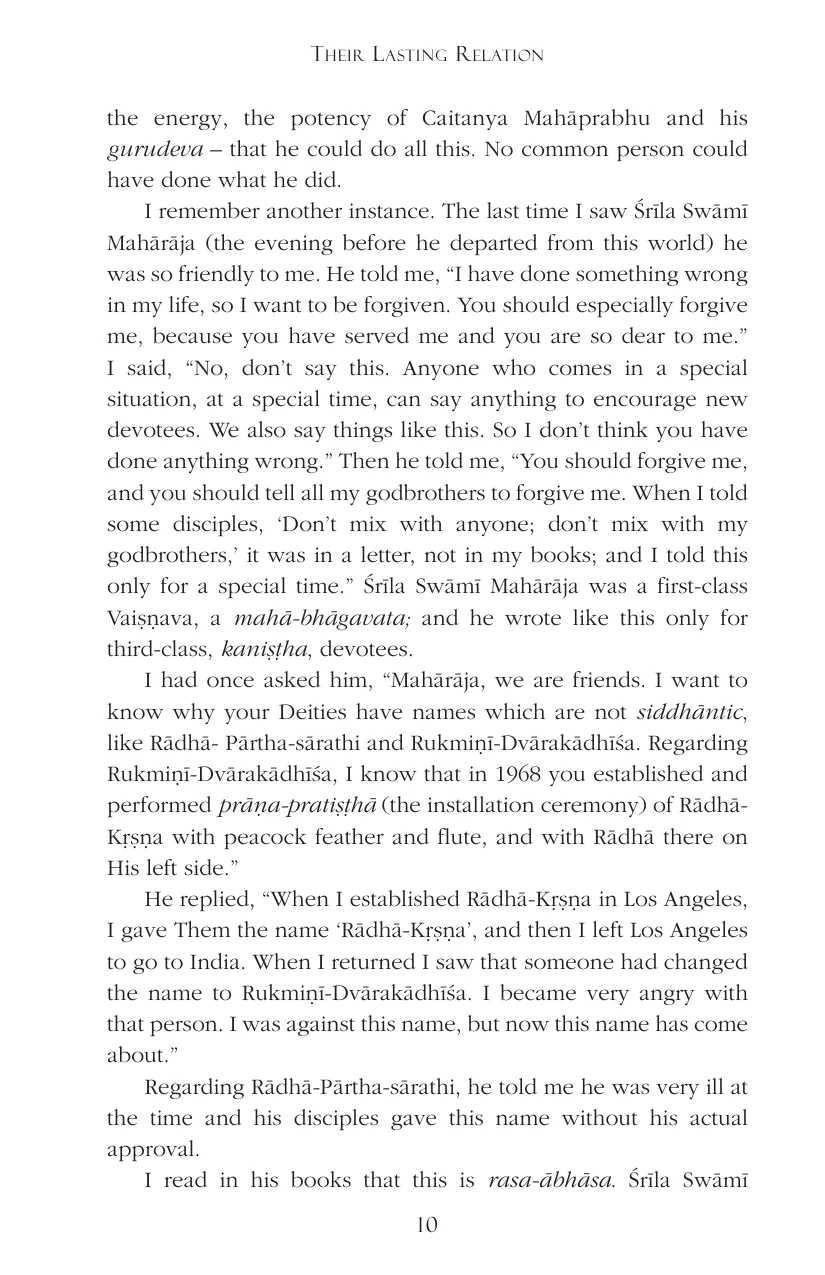 THEIR LASTING RELATION
the energy, the potency of Caitanya Mahāprabhu and his
gurudeva – that he could do all this. No common person could
have done what he did.
I remember another instance. The last time I saw Śrīla Swāmī
Mahārāja (the evening before he departed from this world) he
was so friendly to me. He told me, “I have done something wrong
in my life, so I want to be forgiven. You should especially forgive
me, because you have served me and you are so dear to me.”
I said, “No, don’t say this. Anyone who comes in a special
situation, at a special time, can say anything to encourage new
devotees. We also say things like this. So I don’t think you have
done anything wrong.” Then he told me, “You should forgive me,
and you should tell all my godbrothers to forgive me. When I told
some disciples, ‘Don’t mix with anyone; don’t mix with my
godbrothers,’ it was in a letter, not in my books; and I told this
only for a special time.” Śrīla Swāmī Mahārāja was a first-class
Vaiṣṇava, a mahā-bhāgavata; and he wrote like this only for
third-class, kaniṣṭha, devotees.
I had once asked him, “Mahārāja, we are friends. I want to
know why your Deities have names which are not siddhāntic,
like Rādhā- Pārtha-sārathi and Rukmiṇī-Dvārakādhīśa. Regarding
Rukmiṇī-Dvārakādhīśa, I know that in 1968 you established and
performed prāṇa-pratiṣṭhā (the installation ceremony) of Rādhā-
Kṛṣṇa with peacock feather and flute, and with Rādhā there on
His left side.”
He replied, “When I established Rādhā-Kṛṣṇa in Los Angeles,
I gave Them the name ‘Rādhā-Kṛṣṇa’, and then I left Los Angeles
to go to India. When I returned I saw that someone had changed
the name to Rukmiṇī-Dvārakādhīśa. I became very angry with
that person. I was against this name, but now this name has come
about.”
Regarding Rādhā-Pārtha-sārathi, he told me he was very ill at
the time and his disciples gave this name without his actual
approval.
I read in his books that this is rasa-ābhāsa. Śrīla Swāmī
10